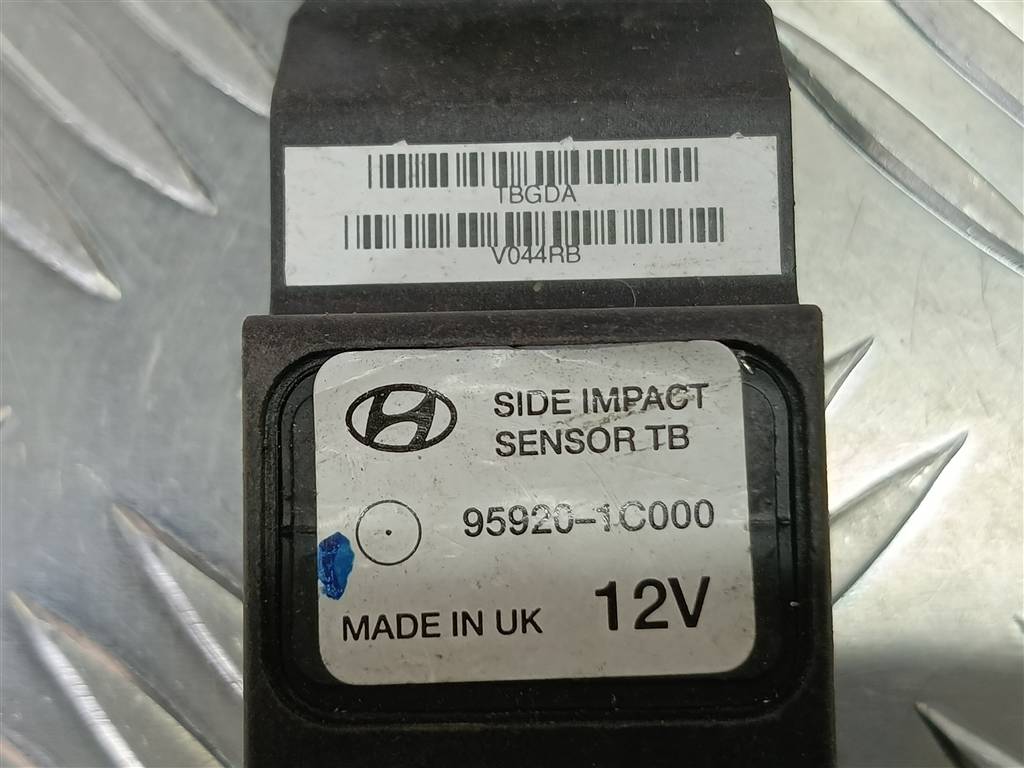 TBGDA
V044RB
SIDE IMPACT
SENSOR TB
95920-1C000
MADE IN UK 12V